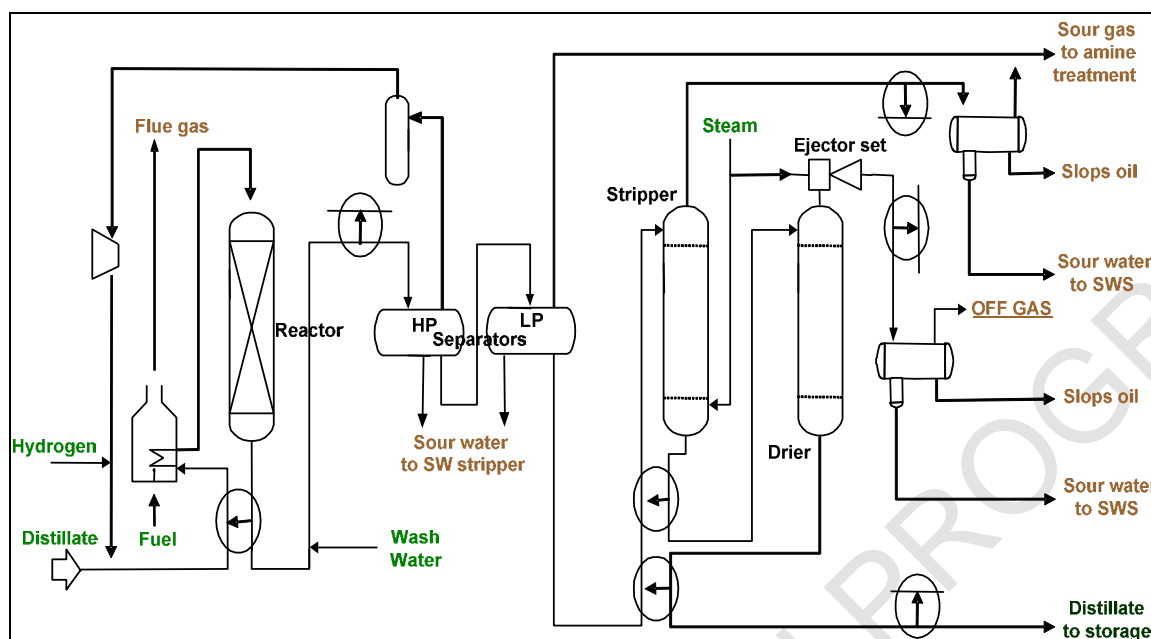 Sour gas
to amine
treatment
Flue gas
Steam
Ejector set
Slops oil
Stripper
Sour water
to SWS
OFF GAS
Reactor
HP
LP
Separators
Slops oil
Hydrogen
Sour water
to SW stripper
Drier
Sour water
to SWS
Distillate
Fuel
Wash
Water
Distillate
to storage
PROGR